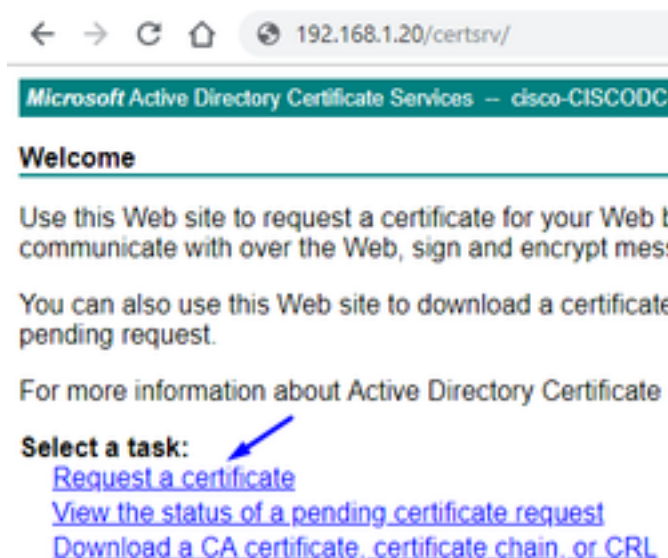 192.168.1.20/certsrv/
Microsoft Active Directory Certificate Services -- cisco-CISCODC
Welcome
Use this Web site to request a certificate for your Web
communicate with over the Web, sign and encrypt
You can also use this Web site to download a certificate
pending request.
For more information about Active Directory Certificate
Select a task:
Request a certificate
View the status of a pending certificate request
Download a CA certificate, certificate chain, or CRL